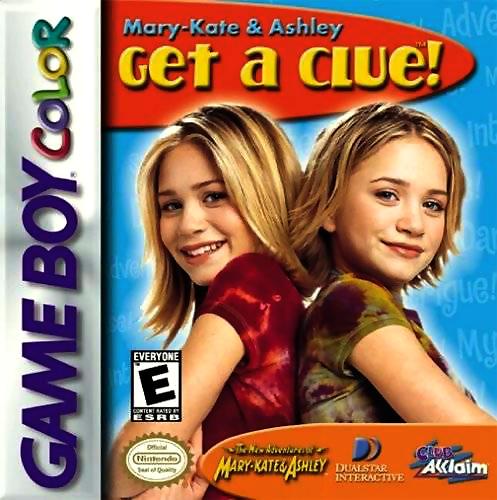 Mary-Kate & Ashley
GET A CLUE!™
GAME BOY COLOR
EVERYONE
E
CONTENT RATED BY
ESRB
Official
Nintendo
Seal of Quality
The New Adventures of
MARY-KATE & ASHLEY
DUALSTAR
INTERACTIVE
CLUB
Acclaim